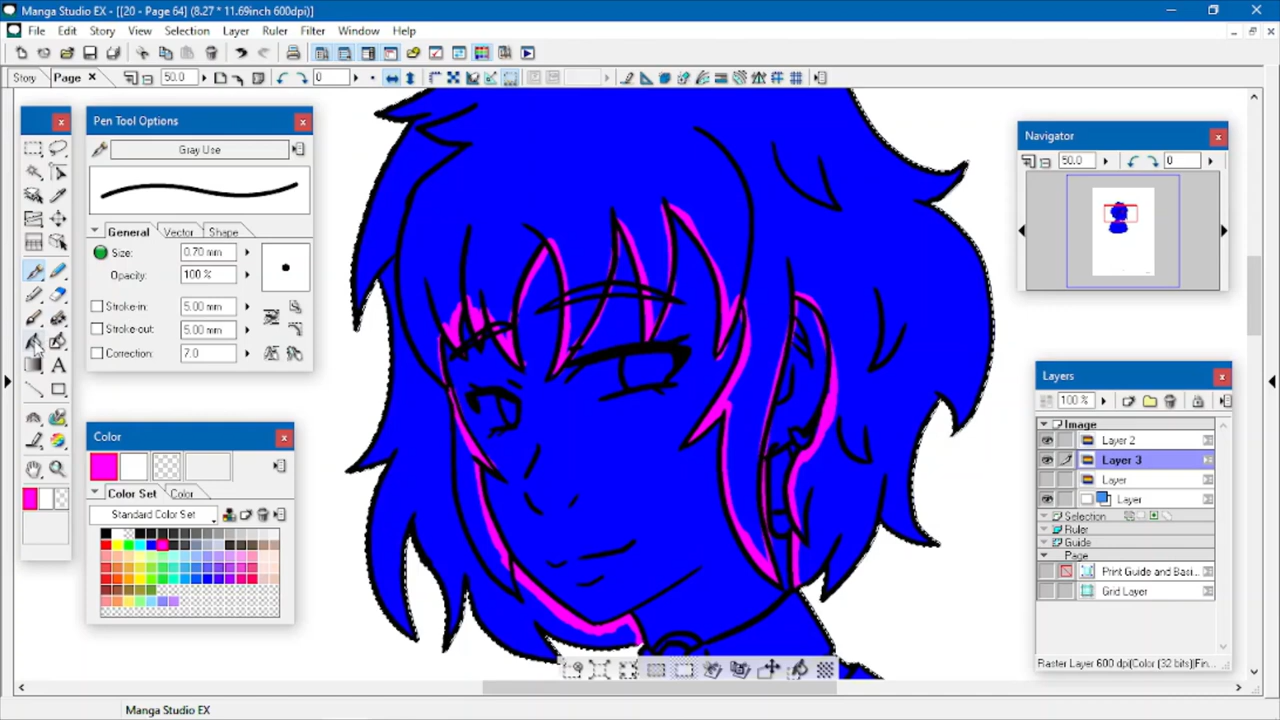 Manga Studio EX - [[20 - Page 64] (8.27 * 11.69inch 600dpi)]
File Edit Story View Selection Layer Ruler Filter Window Help
Story Page 50.0 0
Pen Tool Options
Gray Use
General Vector Shape
Size: 0.70 mm
Opacity: 100 %
Stroke-in: 5.00 mm
Stroke-out: 5.00 mm
Correction: 7.0
Color
Color Set Color
Standard Color Set
Navigator
50.0 0
Layers
100 %
Image
Layer 2
Layer 3
Layer
Layer
Selection
Ruler
Guide
Page
Print Guide and Basi...
Grid Layer
Raster Layer 600 dpi(Color (32 bits)(Fin...
Manga Studio EX